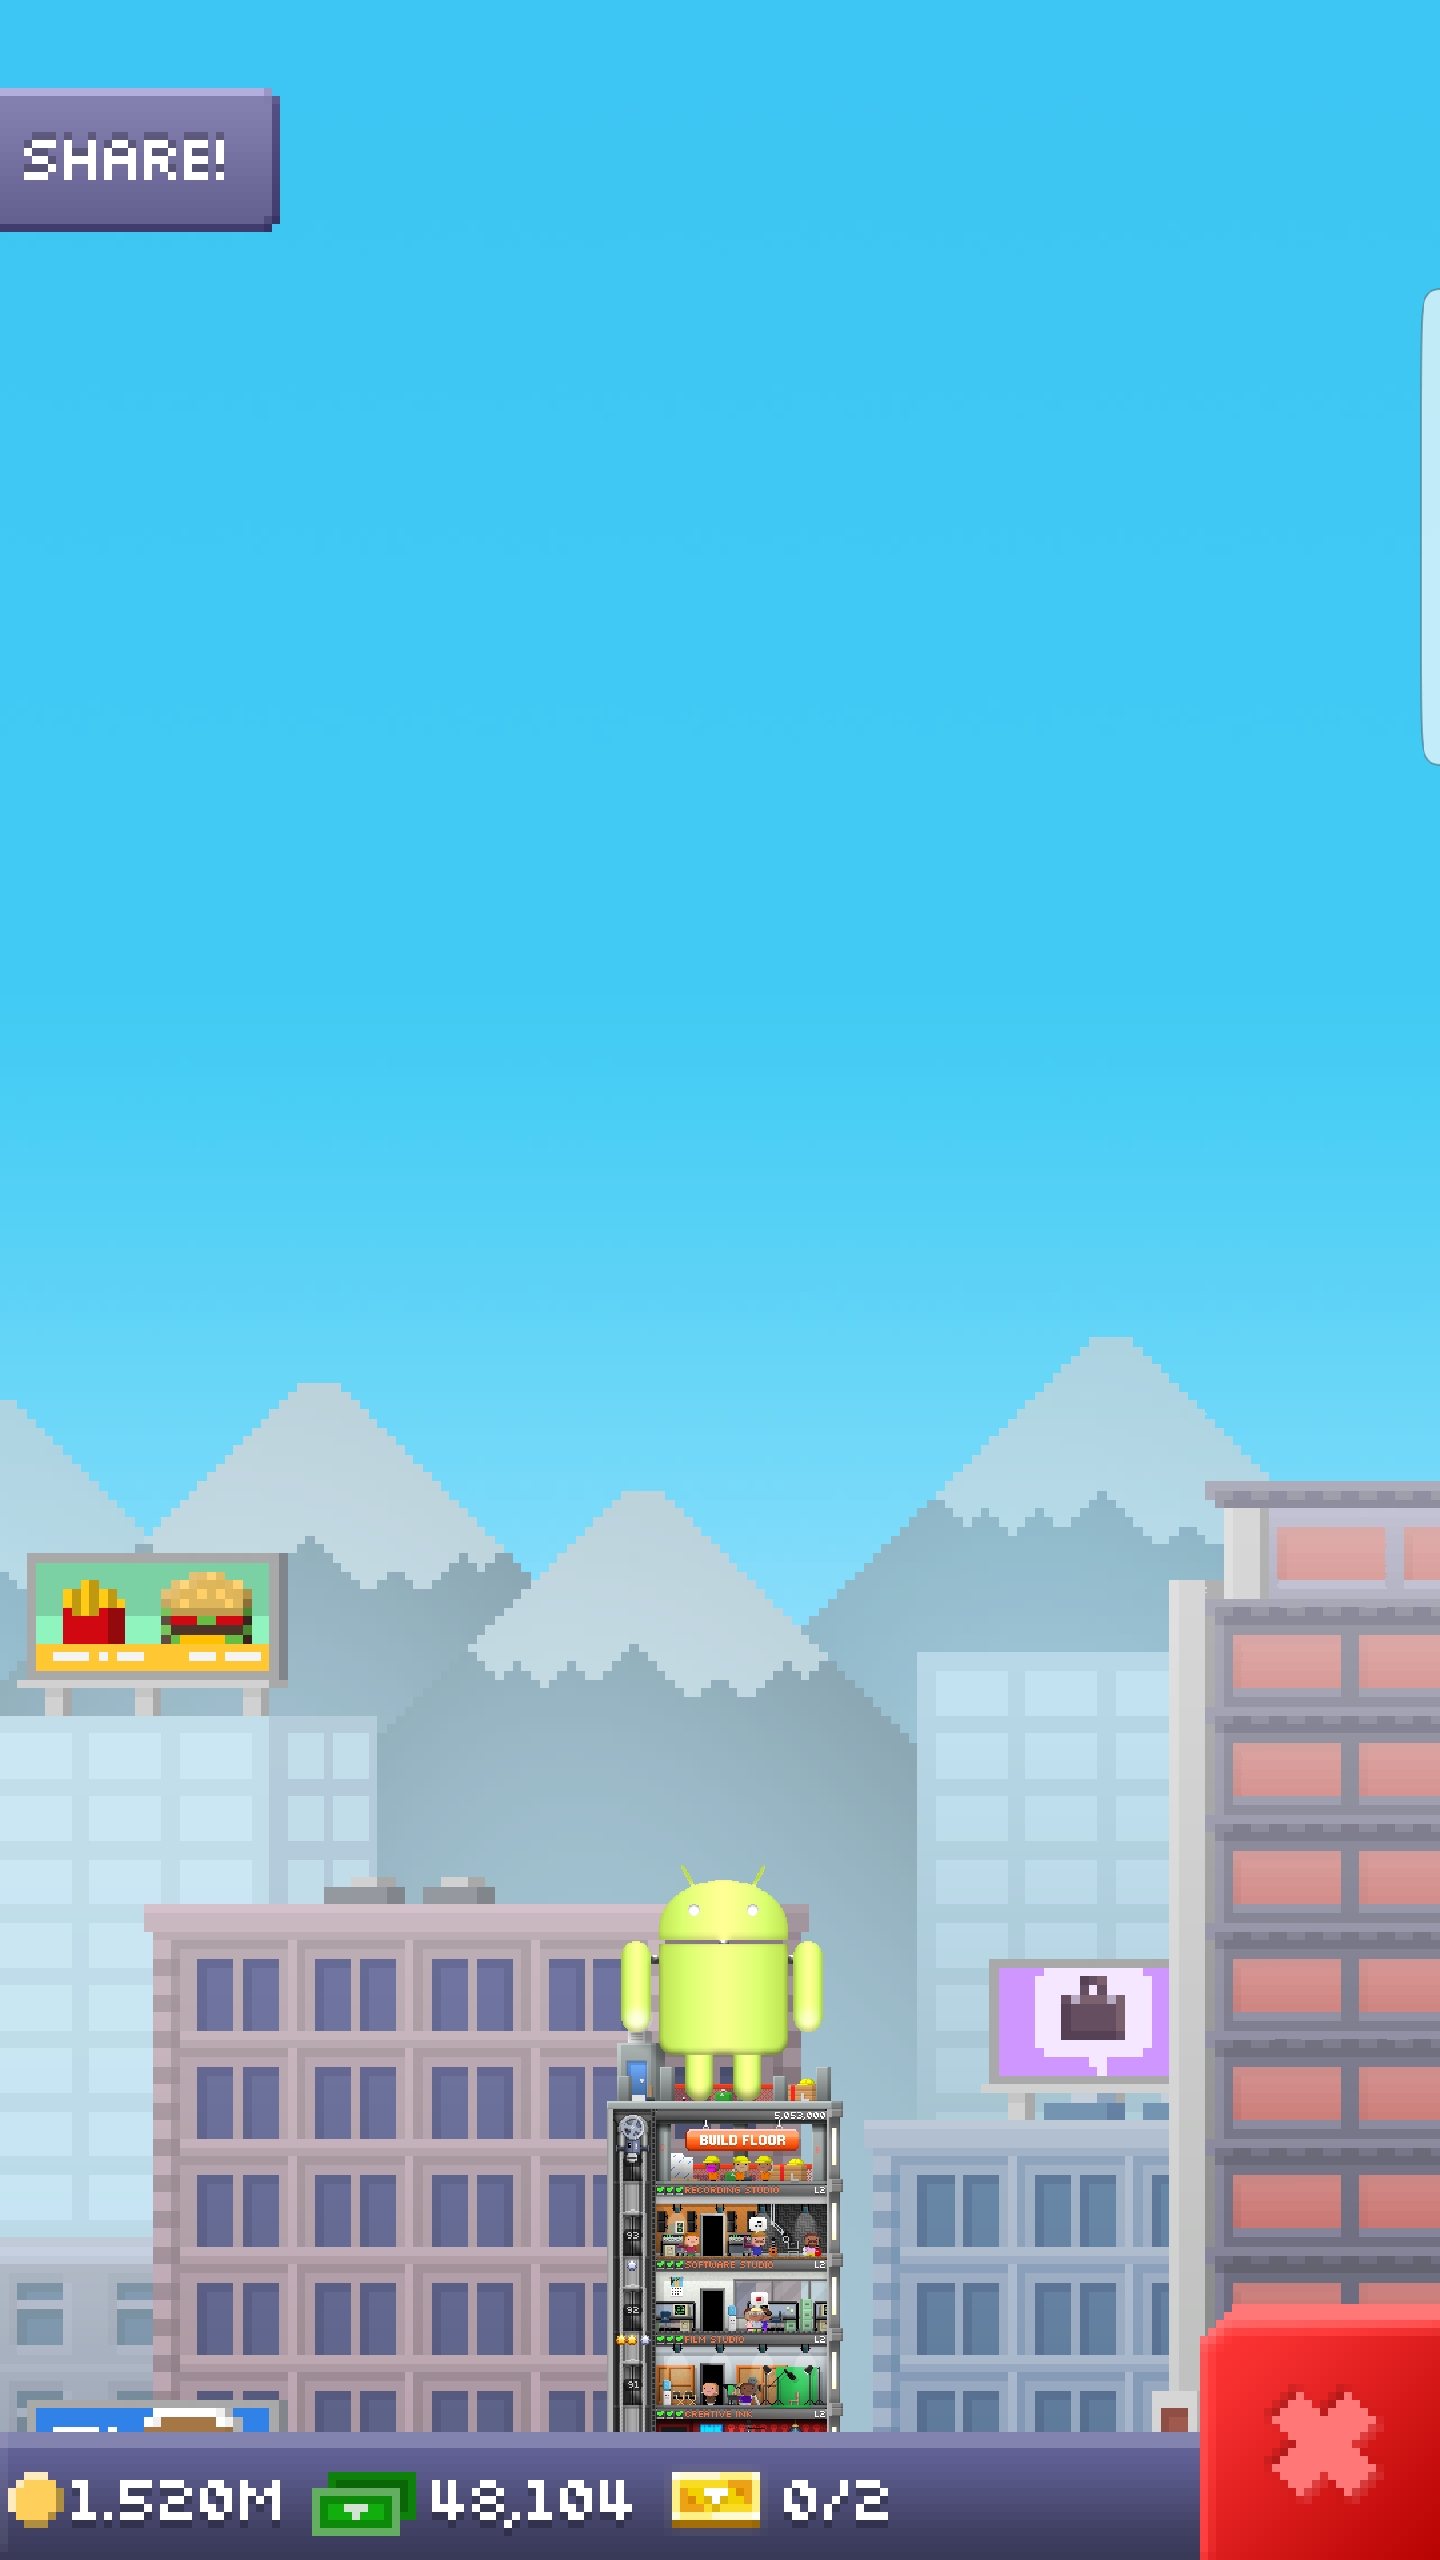 SHARE!
5,053,000
BUILD FLOOR
RECORDING STUDIO L2
93
SOFTWARE STUDIO L2
92
FILM STUDIO L2
91
CREATIVE INK L2
1.520M 48,104 0/2